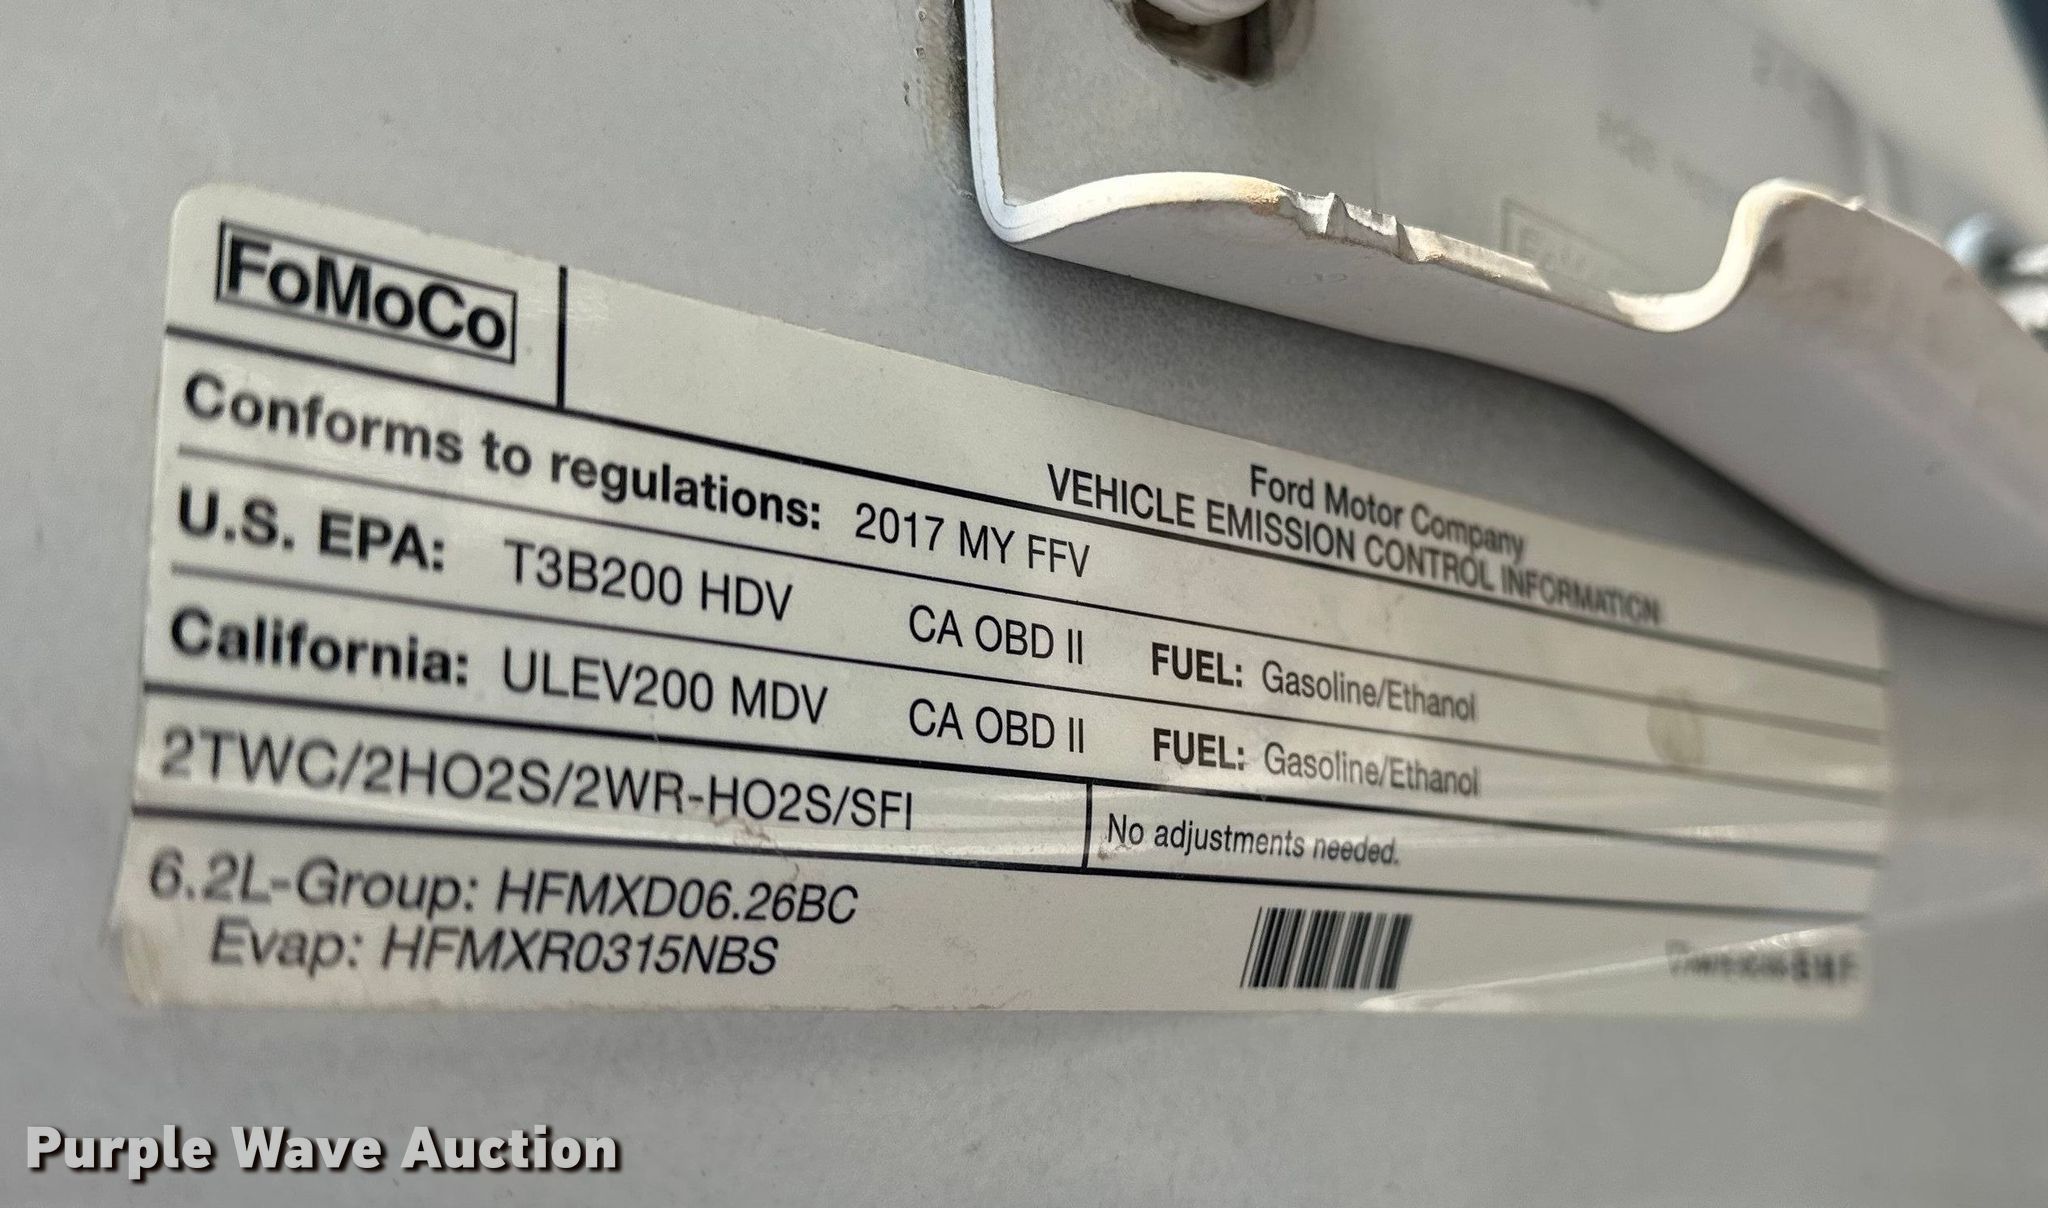 FoMoCo
Ford Motor Company
VEHICLE EMISSION CONTROL INFORMATION
Conforms to regulations: 2017 MY FFV
U.S. EPA: T3B200 HDV CA OBD II FUEL: Gasoline/Ethanol
California: ULEV200 MDV CA OBD II FUEL: Gasoline/Ethanol
2TWC/2HO2S/2WR-HO2S/SFI No adjustments needed.
6.2L-Group: HFMXD06.26BC
Evap: HFMXR0315NBS
Purple Wave Auction